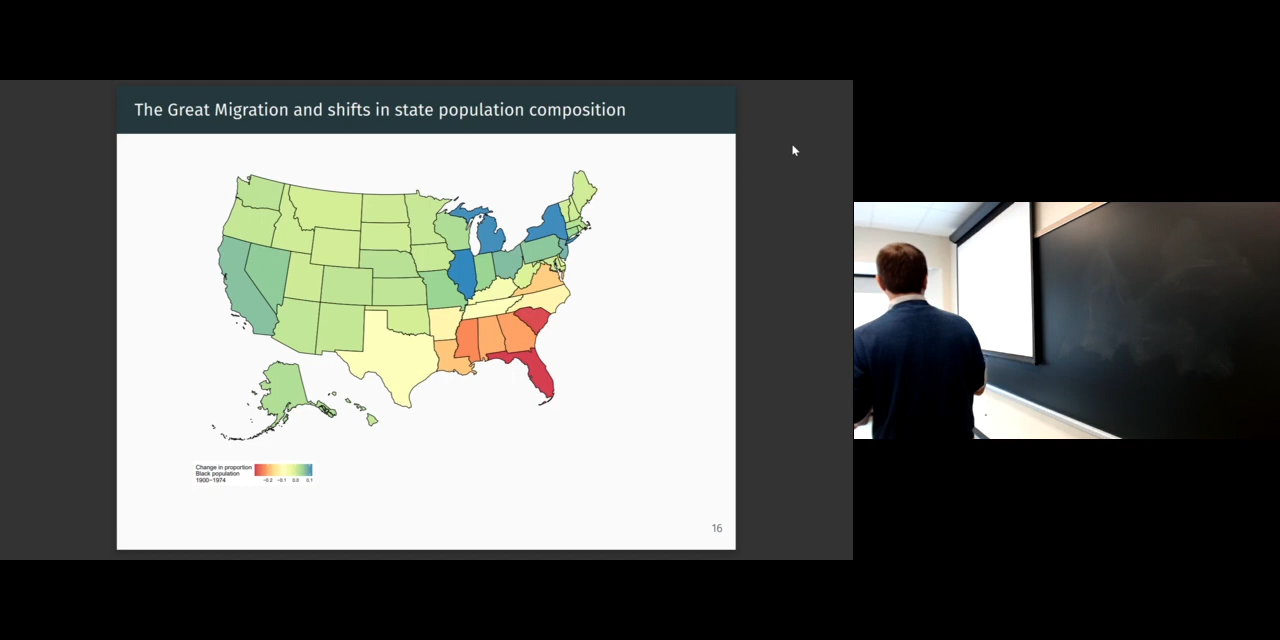 The Great Migration and shifts in state population composition
Change in proportion
Black population
1900−1974
−0.2 −0.1 0.0 0.1
16